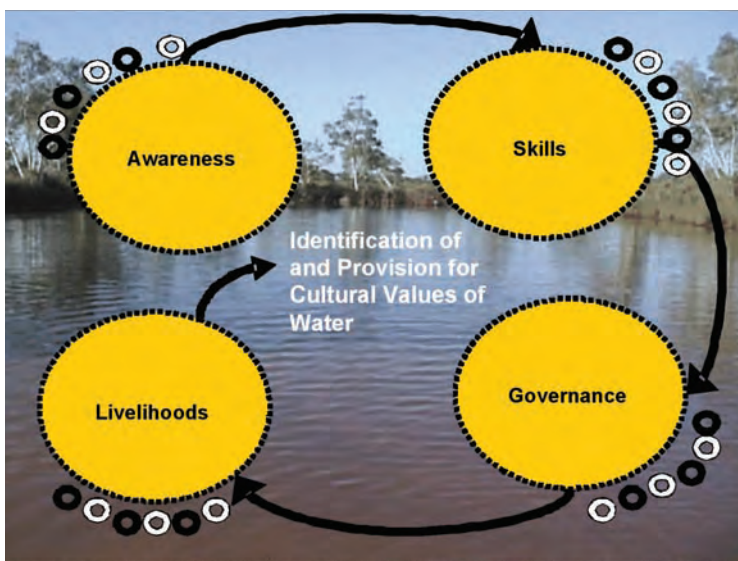 Awareness
Skills
Identification of
and Provision for
Cultural Values of
Water
Livelihoods
Governance